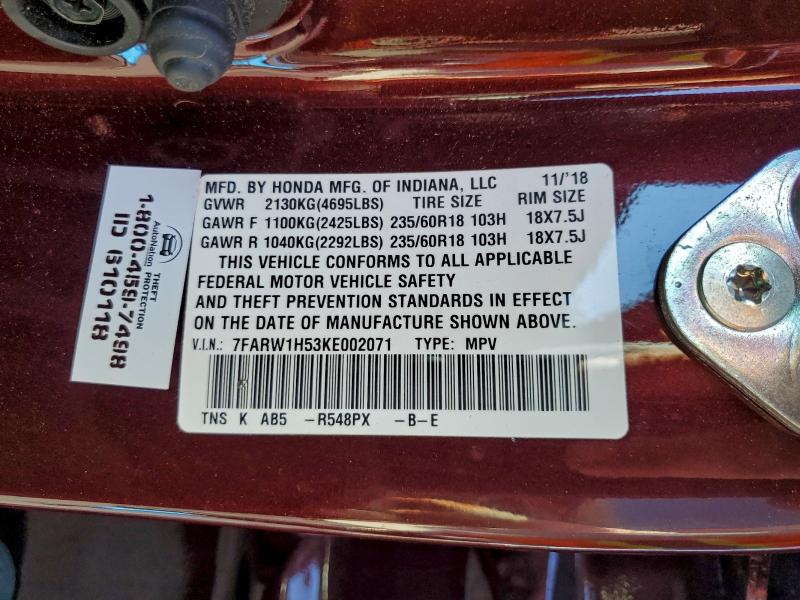 MFD. BY HONDA MFG. OF INDIANA, LLC 11/'18
GVWR 2130KG(4695LBS) TIRE SIZE RIM SIZE
GAWR F 1100KG(2425LBS) 235/60R18 103H 18X7.5J
GAWR R 1040KG(2292LBS) 235/60R18 103H 18X7.5J
THIS VEHICLE CONFORMS TO ALL APPLICABLE
FEDERAL MOTOR VEHICLE SAFETY
AND THEFT PREVENTION STANDARDS IN EFFECT
ON THE DATE OF MANUFACTURE SHOWN ABOVE.
V.I.N.: 7FARW1H53KE002071 TYPE: MPV
TNS K AB5 -R548PX -B-E
THEFT
PROTECTION
AutoNation
1-800-459-7498
ID 610118